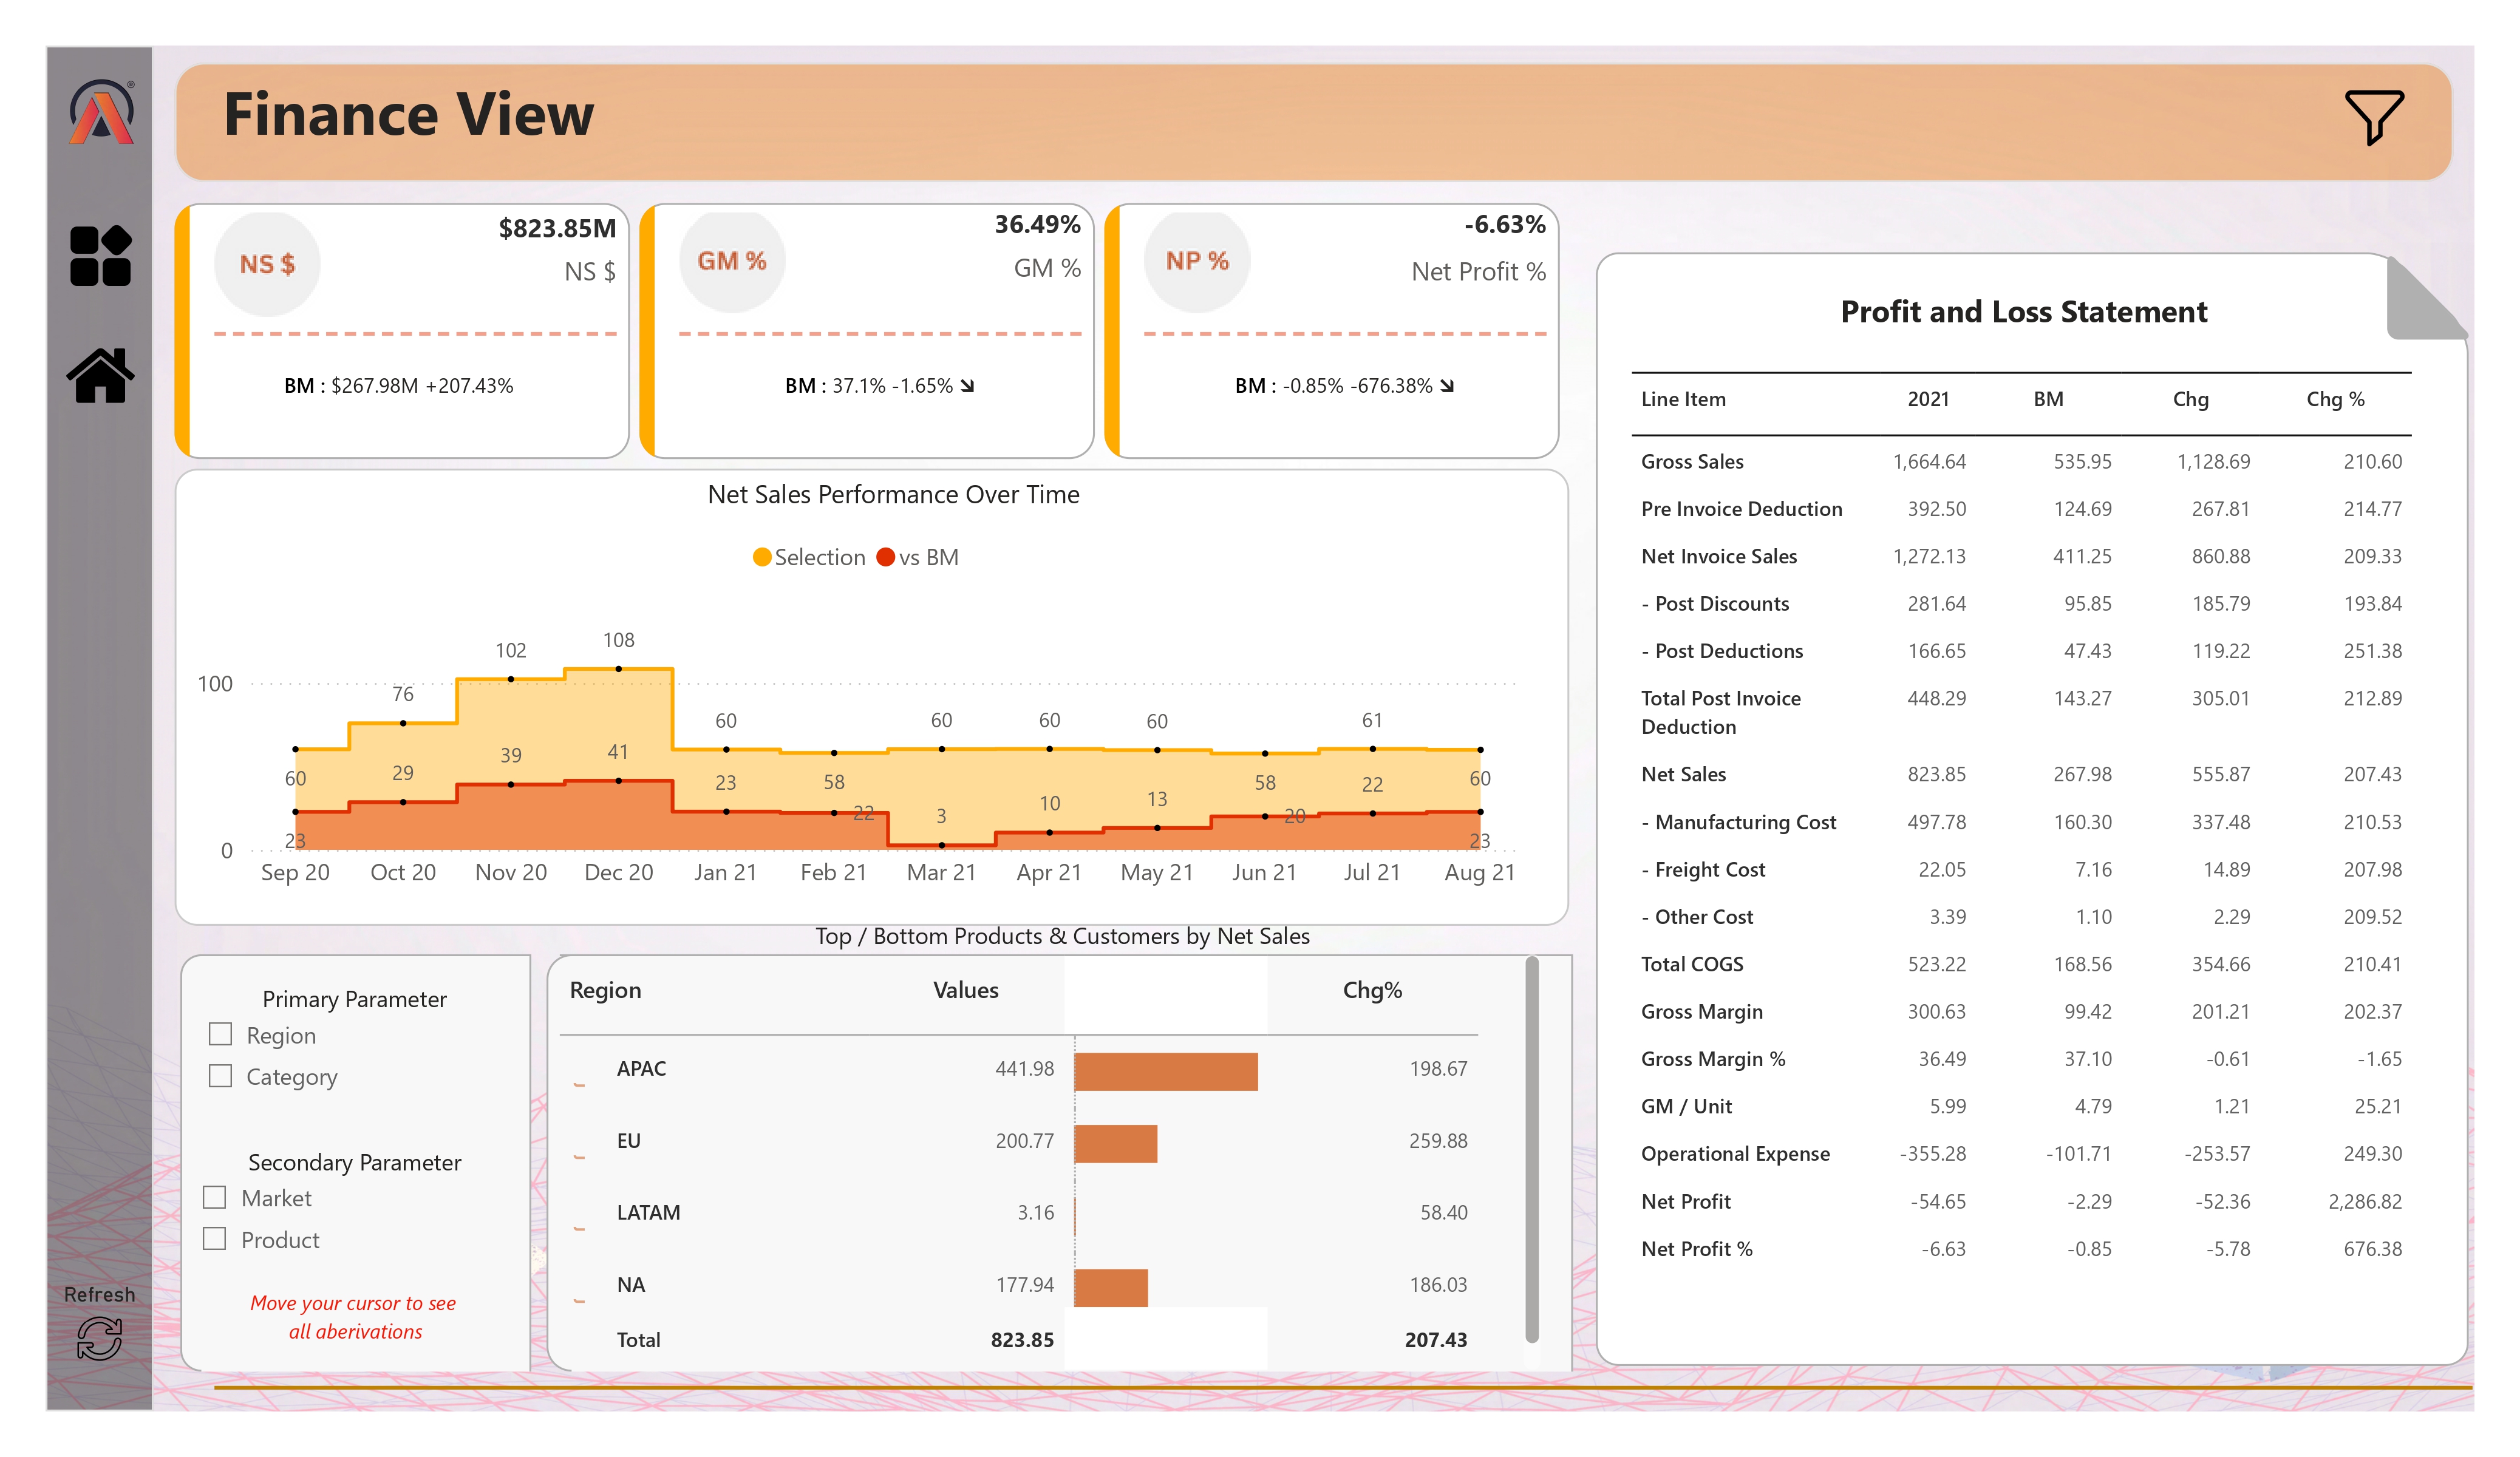 ®
Finance View
$823.85M
NS $
NS $
36.49%
GM %
GM %
-6.63%
NP %
Net Profit %
BM : $267.98M +207.43%
BM : 37.1% -1.65%
BM : -0.85% -676.38%
Net Sales Performance Over Time
Selection vs BM
108
102
100
76
60 60 60 60 61
39 41
60 29 23 58 58 22 60
22 3 10 13 20
23 23
0
Sep 20 Oct 20 Nov 20 Dec 20 Jan 21 Feb 21 Mar 21 Apr 21 May 21 Jun 21 Jul 21 Aug 21
Top / Bottom Products & Customers by Net Sales
Primary Parameter
Region
Category
Secondary Parameter
Market
Product
Move your cursor to see
all aberivations
Refresh
Region Values Chg%
APAC 441.98 198.67
EU 200.77 259.88
LATAM 3.16 58.40
NA 177.94 186.03
Total 823.85 207.43
Profit and Loss Statement
Line Item 2021 BM Chg Chg %
Gross Sales 1,664.64 535.95 1,128.69 210.60
Pre Invoice Deduction 392.50 124.69 267.81 214.77
Net Invoice Sales 1,272.13 411.25 860.88 209.33
- Post Discounts 281.64 95.85 185.79 193.84
- Post Deductions 166.65 47.43 119.22 251.38
Total Post Invoice 448.29 143.27 305.01 212.89
Deduction
Net Sales 823.85 267.98 555.87 207.43
- Manufacturing Cost 497.78 160.30 337.48 210.53
- Freight Cost 22.05 7.16 14.89 207.98
- Other Cost 3.39 1.10 2.29 209.52
Total COGS 523.22 168.56 354.66 210.41
Gross Margin 300.63 99.42 201.21 202.37
Gross Margin % 36.49 37.10 -0.61 -1.65
GM / Unit 5.99 4.79 1.21 25.21
Operational Expense -355.28 -101.71 -253.57 249.30
Net Profit -54.65 -2.29 -52.36 2,286.82
Net Profit % -6.63 -0.85 -5.78 676.38